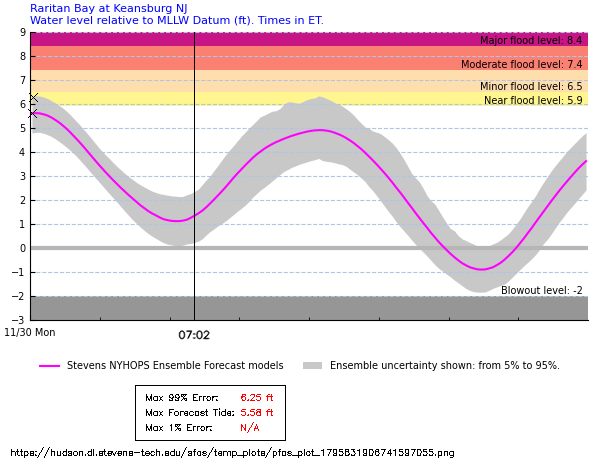 Raritan Bay at Keansburg NJ
Water level relative to MLLW Datum (ft). Times in ET.
9
Major flood level: 8.4
8
Moderate flood level: 7.4
7
Minor flood level: 6.5
Near flood level: 5.9
6
5
4
3
2
1
0
−1
Blowout level: -2
−2
−3
11/30 Mon
07:02
Stevens NYHOPS Ensemble Forecast models
Ensemble uncertainty shown: from 5% to 95%.
Max 99% Error: 6.25 ft
Max Forecast Tide: 5.58 ft
Max 1% Error: N/A
https://hudson.dl.stevens-tech.edu/sfas/temp_plots/pfas_plot_1795831906741597055.png